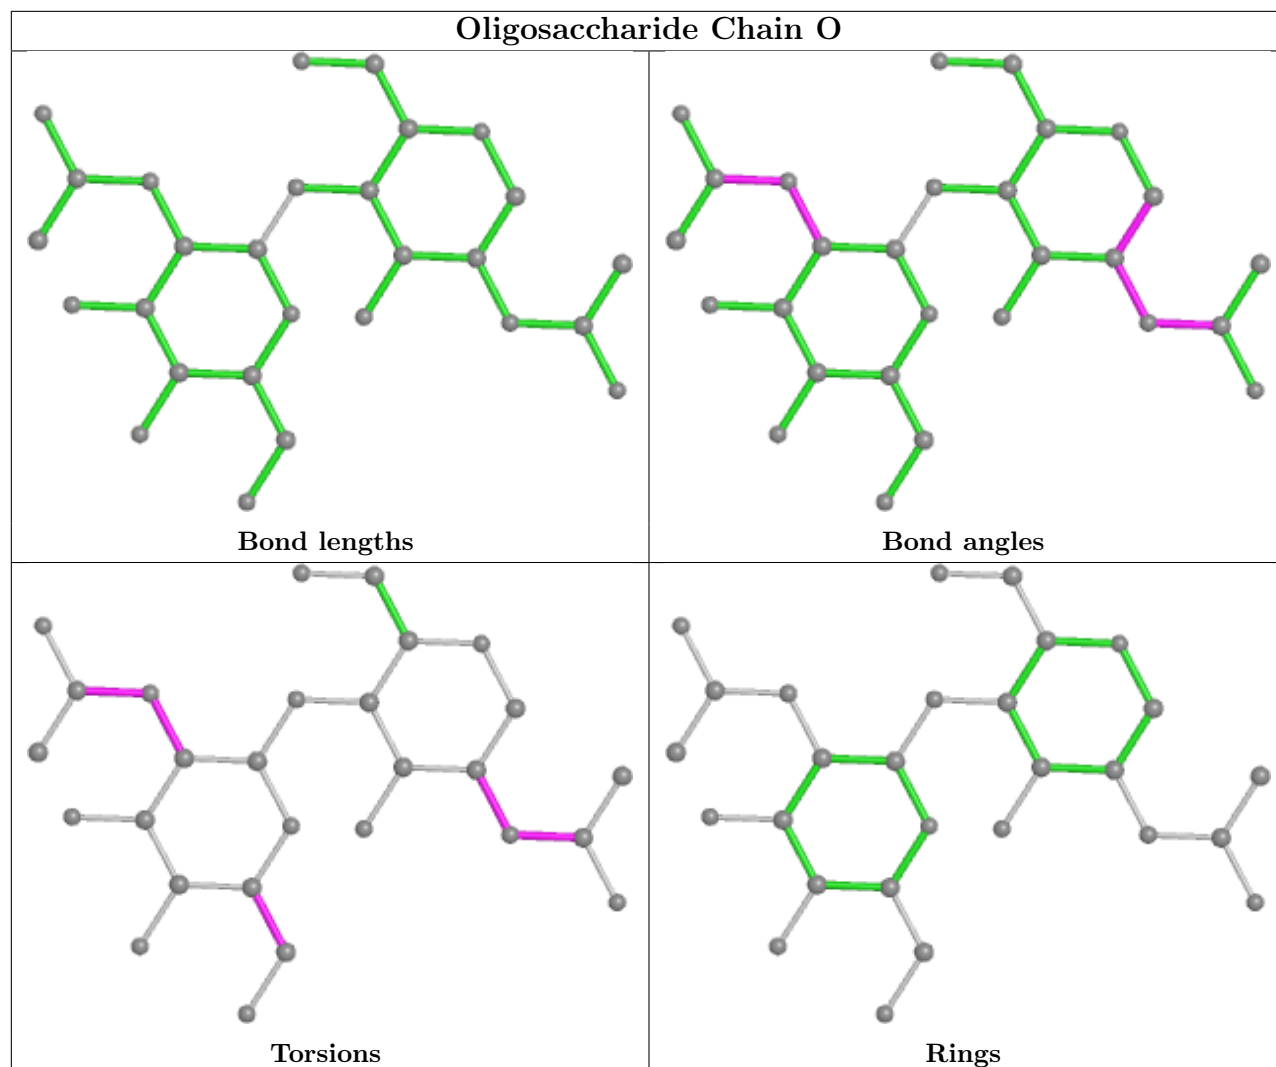 Oligosaccharide Chain O
Bond lengths
Bond angles
Torsions
Rings